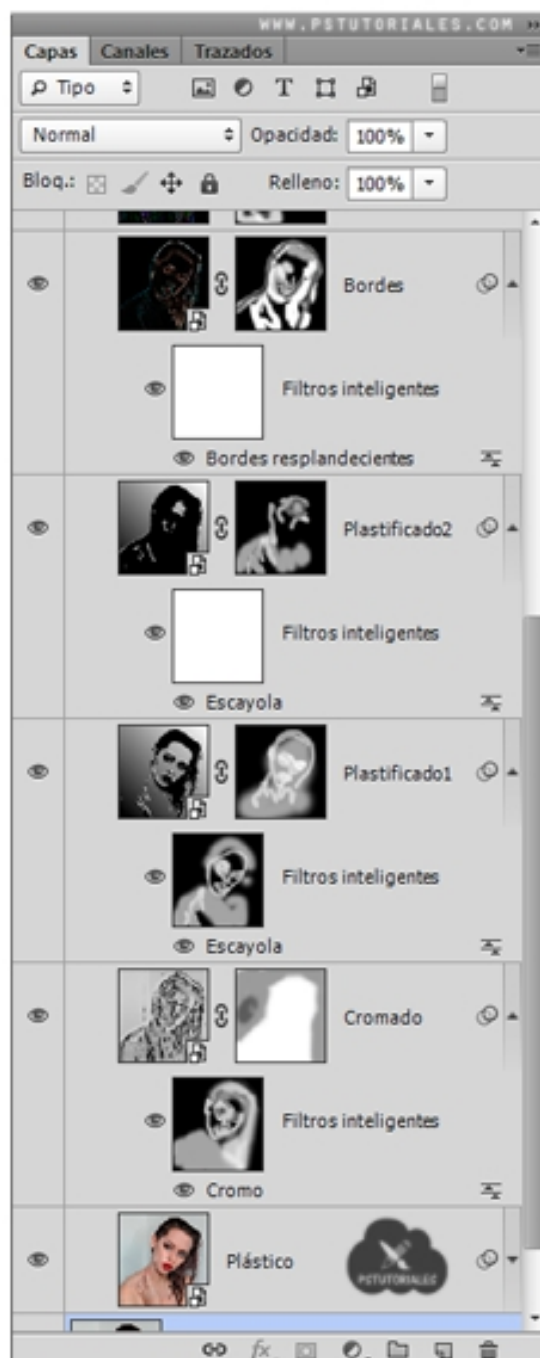 WWW.PSTUTORIALES.COM
Capas Canales Trazados
Tipo T
Normal Opacidad: 100%
Bloq.: Relleno: 100%
Bordes
Filtros inteligentes
Bordes resplandecientes
Plastificado2
Filtros inteligentes
Escayola
Plastificado1
Filtros inteligentes
Escayola
Cromado
Filtros inteligentes
Cromo
Plástico
PSTUTORIALES
fx